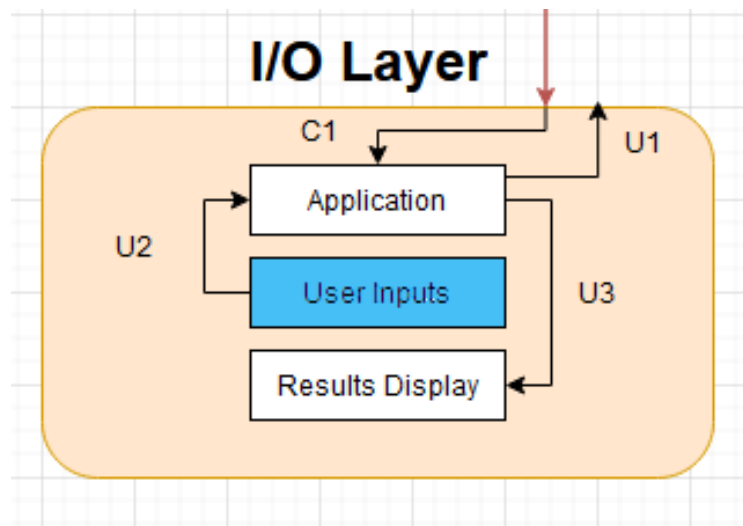 I/O Layer
C1
U1
Application
U2
User Inputs
U3
Results Display